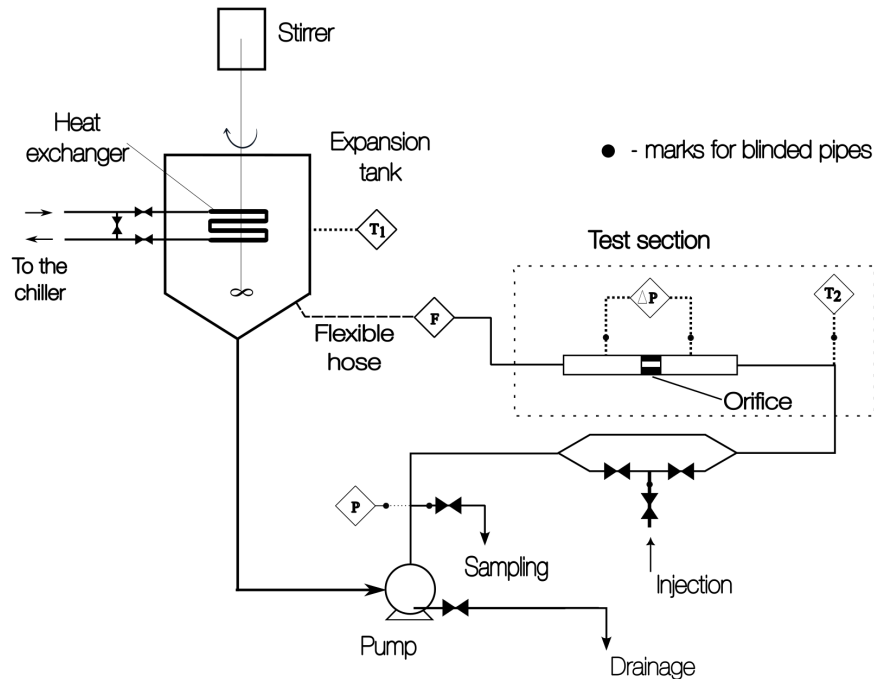 Stirrer
Heat
exchanger
Expansion
tank
● - marks for blinded pipes
T1
To the
chiller
Test section
△P
T2
F
Flexible
hose
Orifice
P
Sampling
Injection
Pump
Drainage